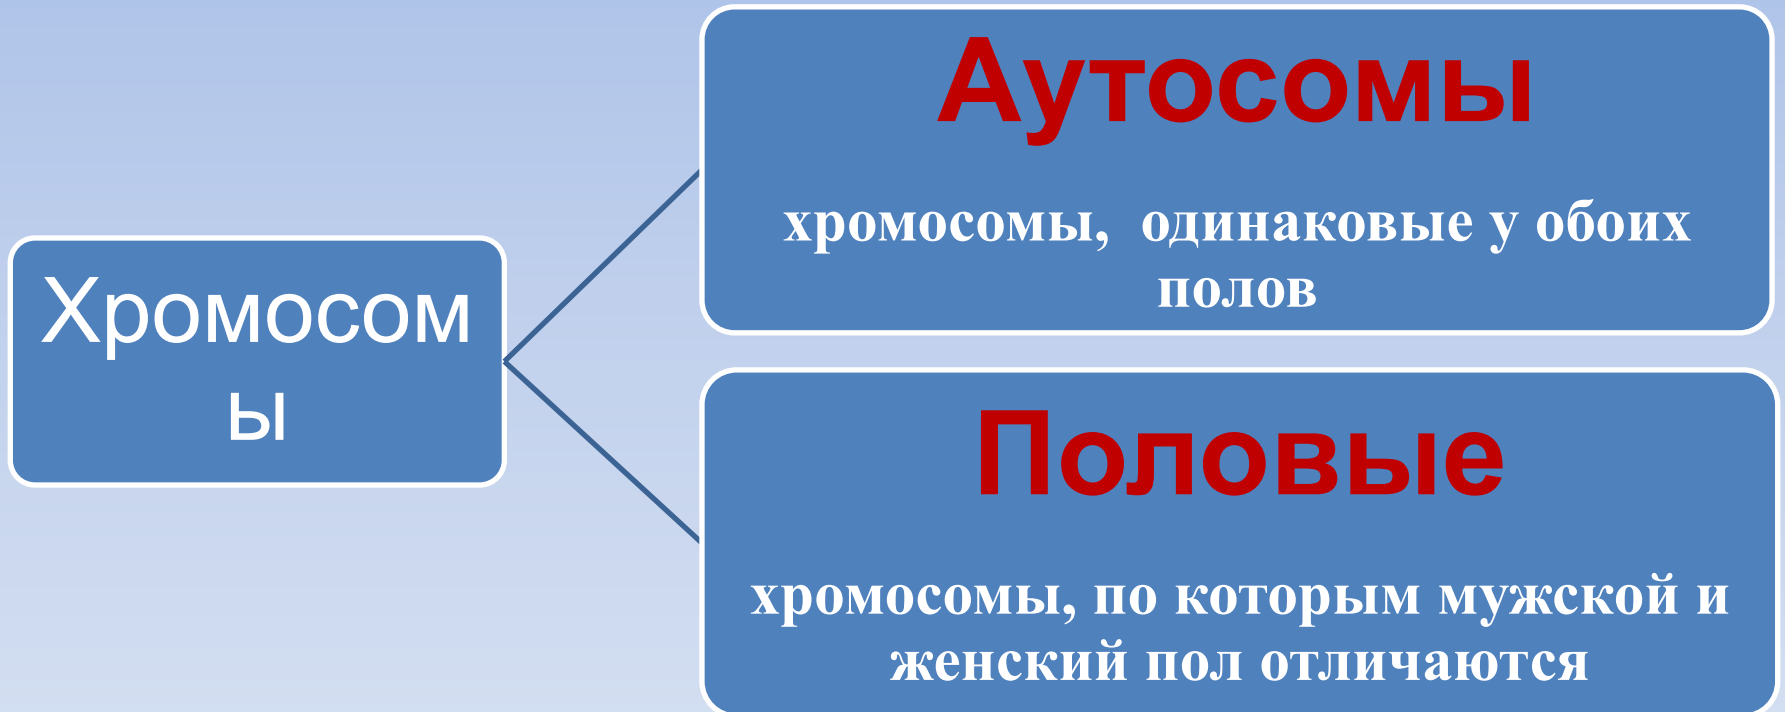 Хромосом
ы
Аутосомы
хромосомы, одинаковые у обоих
полов
Половые
хромосомы, по которым мужской и
женский пол отличаются